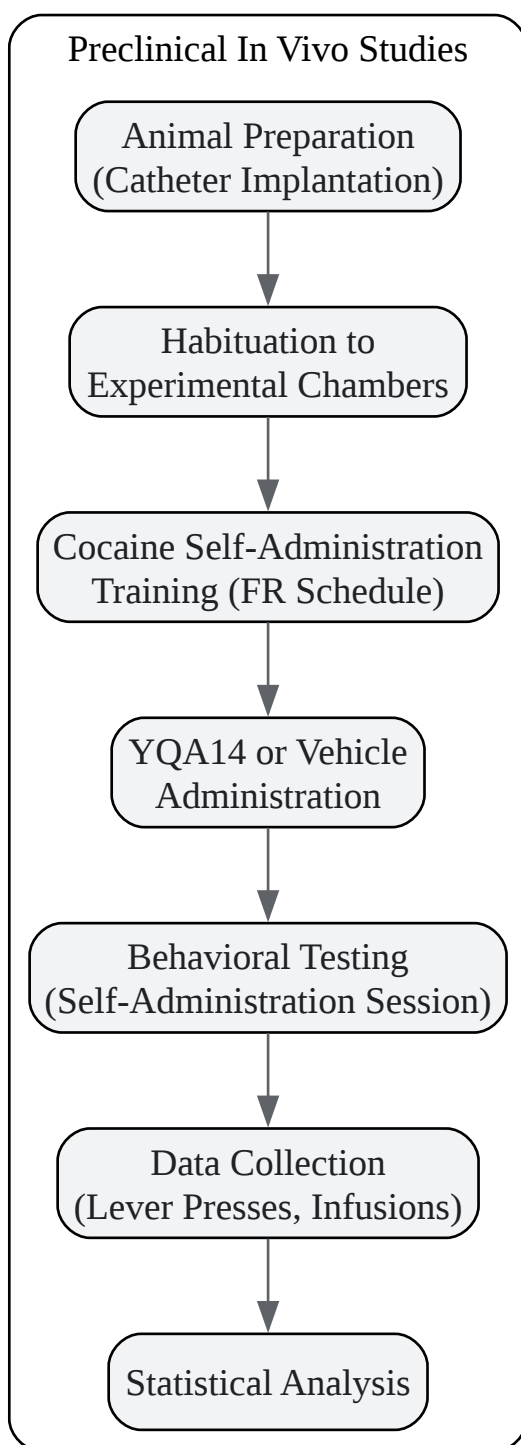 Preclinical In Vivo Studies
Animal Preparation
(Catheter Implantation)
Habituation to
Experimental Chambers
Cocaine Self-Administration
Training (FR Schedule)
YQA14 or Vehicle
Administration
Behavioral Testing
(Self-Administration Session)
Data Collection
(Lever Presses, Infusions)
Statistical Analysis